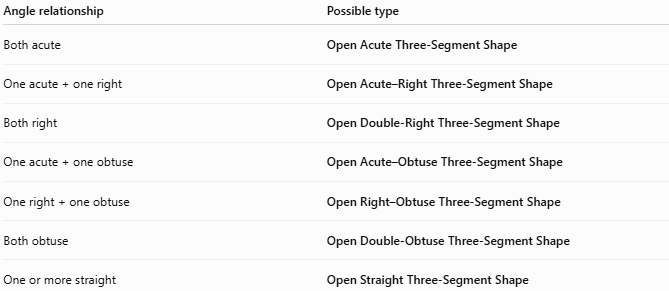 Angle relationship Possible type
Both acute Open Acute Three-Segment Shape
One acute + one right Open Acute–Right Three-Segment Shape
Both right Open Double-Right Three-Segment Shape
One acute + one obtuse Open Acute–Obtuse Three-Segment Shape
One right + one obtuse Open Right–Obtuse Three-Segment Shape
Both obtuse Open Double-Obtuse Three-Segment Shape
One or more straight Open Straight Three-Segment Shape